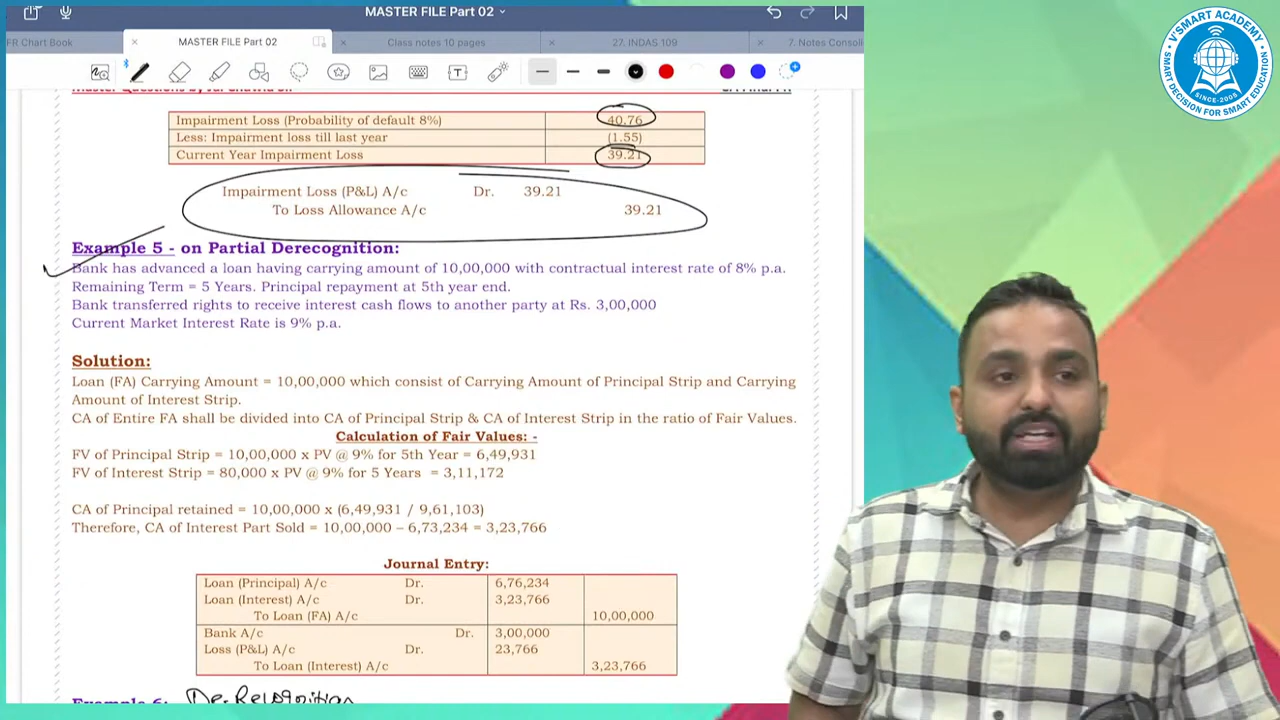 MASTER FILE Part 02
FR Chart Book
MASTER FILE Part 02
Class notes 10 pages
27. INDAS 109
7. Notes Consoli
Impairment Loss (Probability of default 8%) 40.76
Less: Impairment loss till last year (1.55)
Current Year Impairment Loss 39.21
Impairment Loss (P&L) A/c Dr. 39.21
To Loss Allowance A/c 39.21
Example 5 - on Partial Derecognition:
Bank has advanced a loan having carrying amount of 10,00,000 with contractual interest rate of 8% p.a.
Remaining Term = 5 Years. Principal repayment at 5th year end.
Bank transferred rights to receive interest cash flows to another party at Rs. 3,00,000
Current Market Interest Rate is 9% p.a.
Solution:
Loan (FA) Carrying Amount = 10,00,000 which consist of Carrying Amount of Principal Strip and Carrying
Amount of Interest Strip.
CA of Entire FA shall be divided into CA of Principal Strip & CA of Interest Strip in the ratio of Fair Values.
Calculation of Fair Values: -
FV of Principal Strip = 10,00,000 x PV @ 9% for 5th Year = 6,49,931
FV of Interest Strip = 80,000 x PV @ 9% for 5 Years = 3,11,172
CA of Principal retained = 10,00,000 x (6,49,931 / 9,61,103)
Therefore, CA of Interest Part Sold = 10,00,000 – 6,73,234 = 3,23,766
Journal Entry:
Loan (Principal) A/c Dr. 6,76,234
Loan (Interest) A/c Dr. 3,23,766
To Loan (FA) A/c 10,00,000
Bank A/c Dr. 3,00,000
Loss (P&L) A/c Dr. 23,766
To Loan (Interest) A/c 3,23,766
Example 6: De-Recognition
V'SMART ACADEMY
SMART DECISION FOR SMART EDUCATION
SINCE-2005